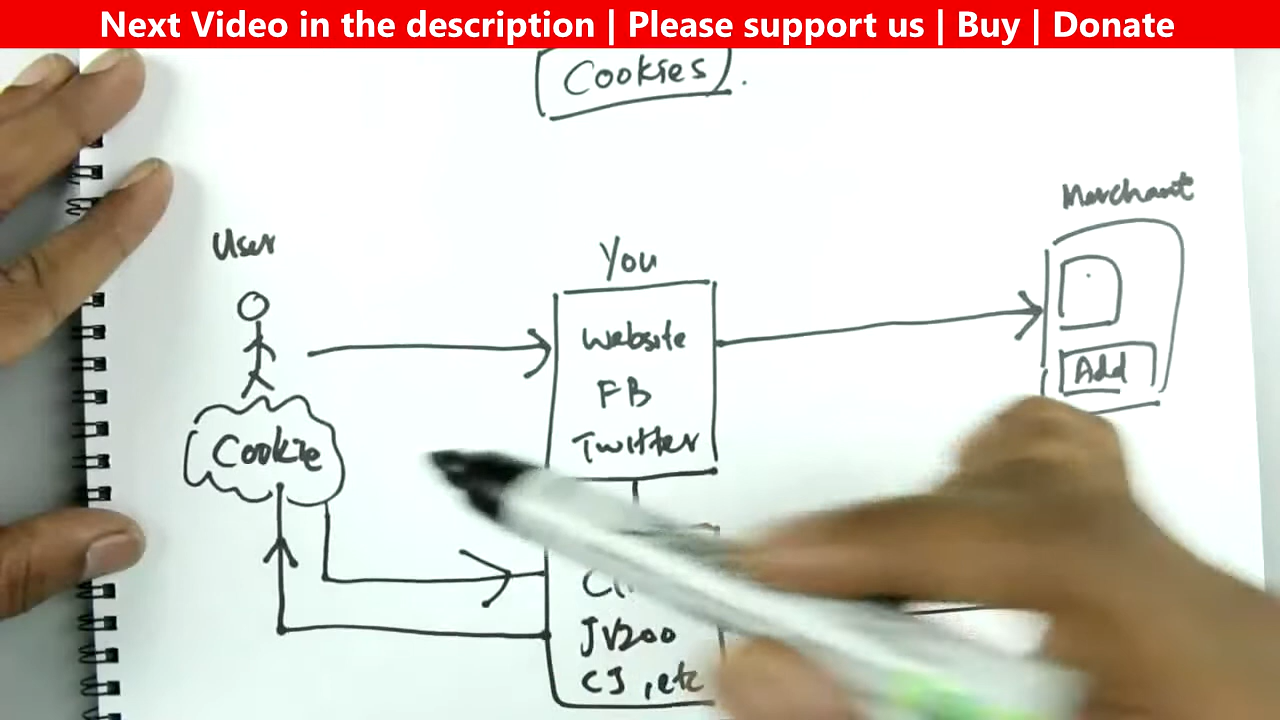 Next Video in the description | Please support us | Buy | Donate
Cookies
Merchant
User
You
Website
FB
Twitter
Add
Cookie
JVZoo
CJ, etc